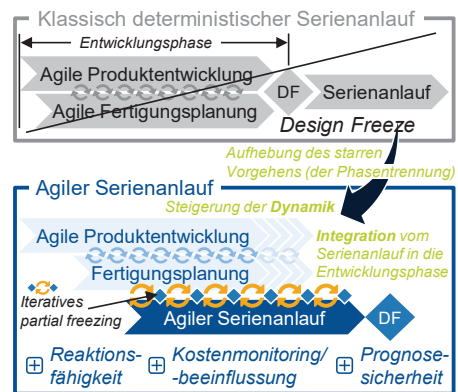 Klassisch deterministischer Serienanlauf
Entwicklungsphase
Agile Produktentwicklung
Agile Fertigungsplanung
DF
Serienanlauf
Design Freeze
Aufhebung des starren
Vorgehens (der Phasentrennung)
Agiler Serienanlauf
Steigerung der Dynamik
Agile Produktentwicklung
Fertigungsplanung
Integration vom
Serienanlauf in die
Entwicklungsphase
Iteratives
partial freezing
Agiler Serienanlauf
DF
Reaktions-
fähigkeit
Kostenmonitoring/
-beeinflussung
Prognose-
sicherheit